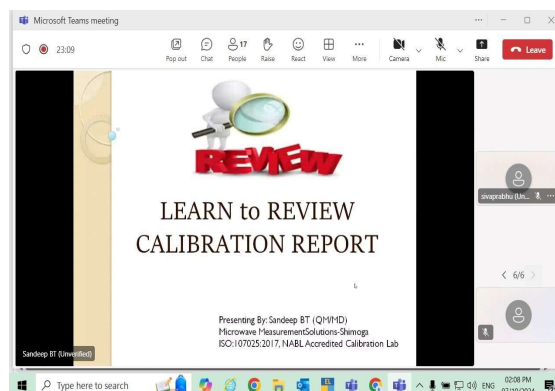 Microsoft Teams meeting
23:09
Pop out
Chat
17
People
Raise
React
View
More
Camera
Mic
Share
Leave
REVIEW
LEARN to REVIEW
CALIBRATION REPORT
Presenting By: Sandeep BT (QM/MD)
Microwave MeasurementSolutions-Shimoga
ISO:107025:2017, NABL Accredited Calibration Lab
Sandeep BT (Unverified)
sivaprabhu (Un...
6/6
Type here to search
ENG
02:08 PM